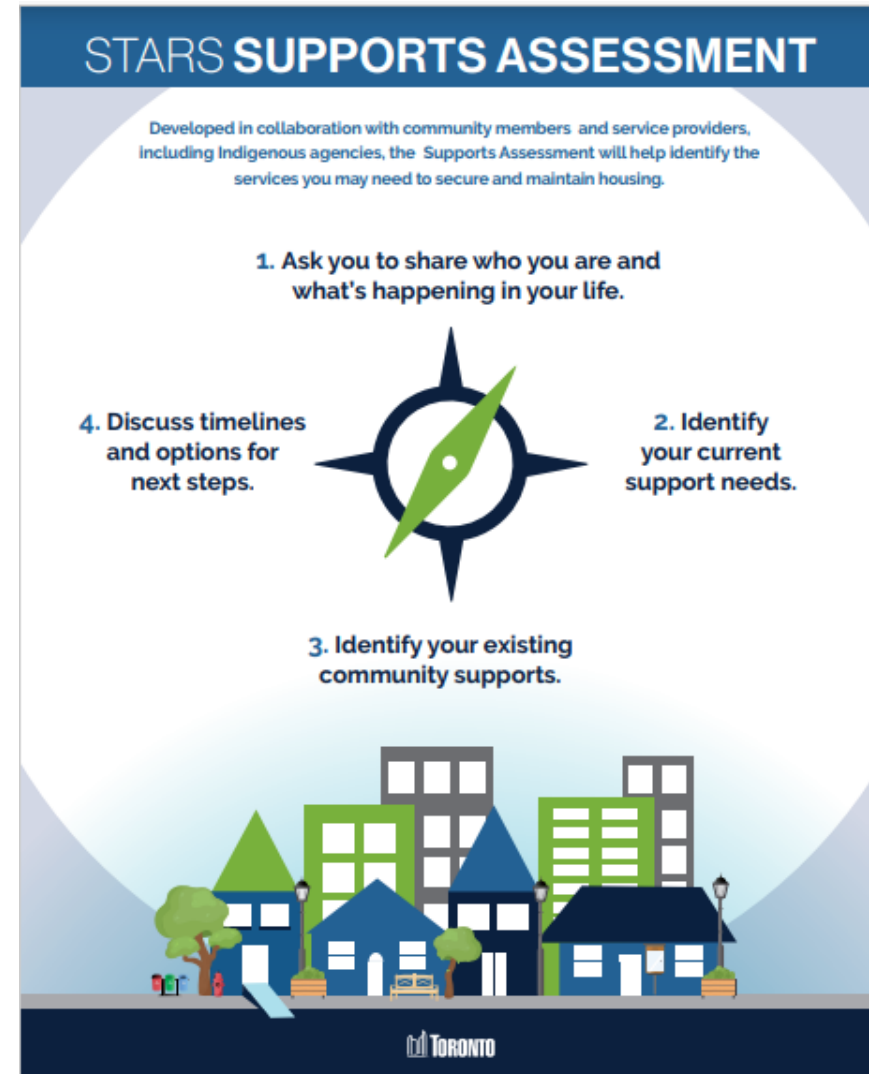 STARS SUPPORTS ASSESSMENT
Developed in collaboration with community members and service providers,
including Indigenous agencies, the Supports Assessment will help identify the
services you may need to secure and maintain housing.
1. Ask you to share who you are and
what's happening in your life.
4. Discuss timelines
and options for
next steps.
2. Identify
your current
support needs.
3. Identify your existing
community supports.
TORONTO